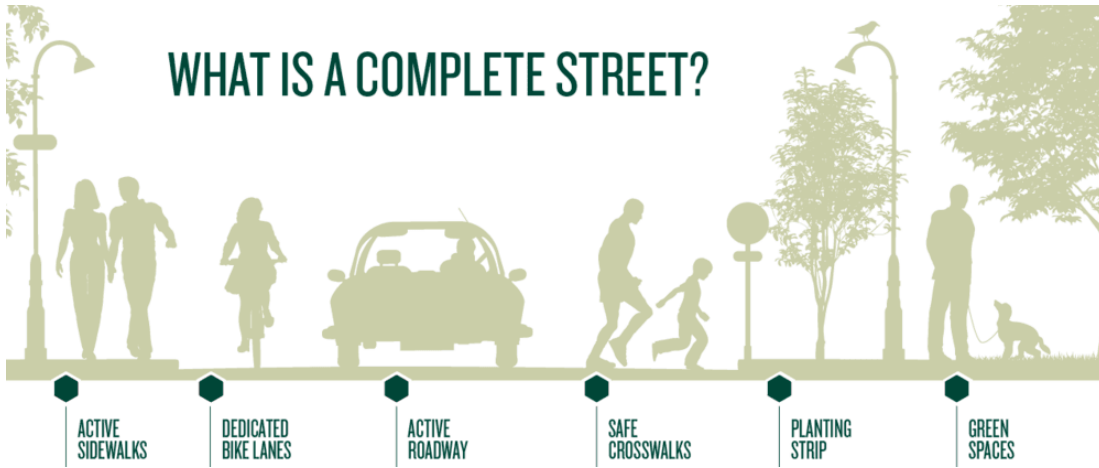 WHAT IS A COMPLETE STREET?
ACTIVE
SIDEWALKS
DEDICATED
BIKE LANES
ACTIVE
ROADWAY
SAFE
CROSSWALKS
PLANTING
STRIP
GREEN
SPACES